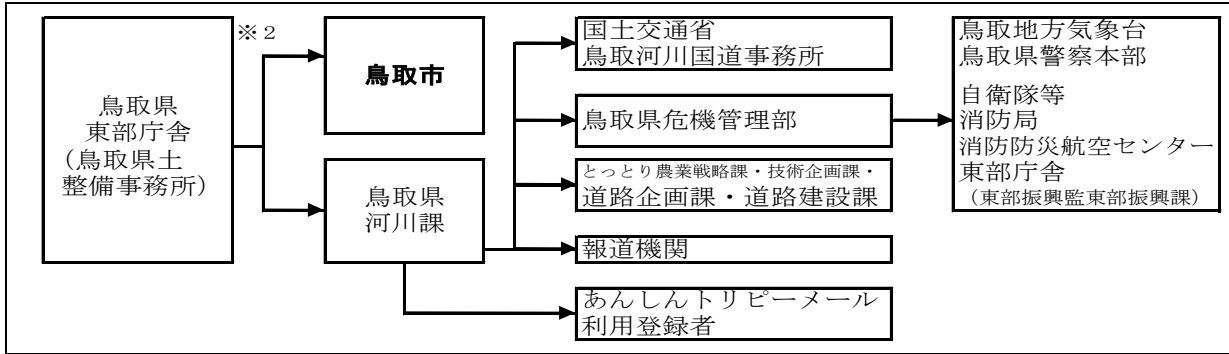 鳥取県
東部庁舎
(鳥取県土
整備事務所)
※2
鳥取市
鳥取県
河川課
国土交通省
鳥取河川国道事務所
鳥取県危機管理部
とっとり農業戦略課・技術企画課・
道路企画課・道路建設課
報道機関
あんしんトリピーメール
利用登録者
鳥取地方気象台
鳥取県警察本部
自衛隊等
消防局
消防防災航空センター
東部庁舎
(東部振興監東部振興課)